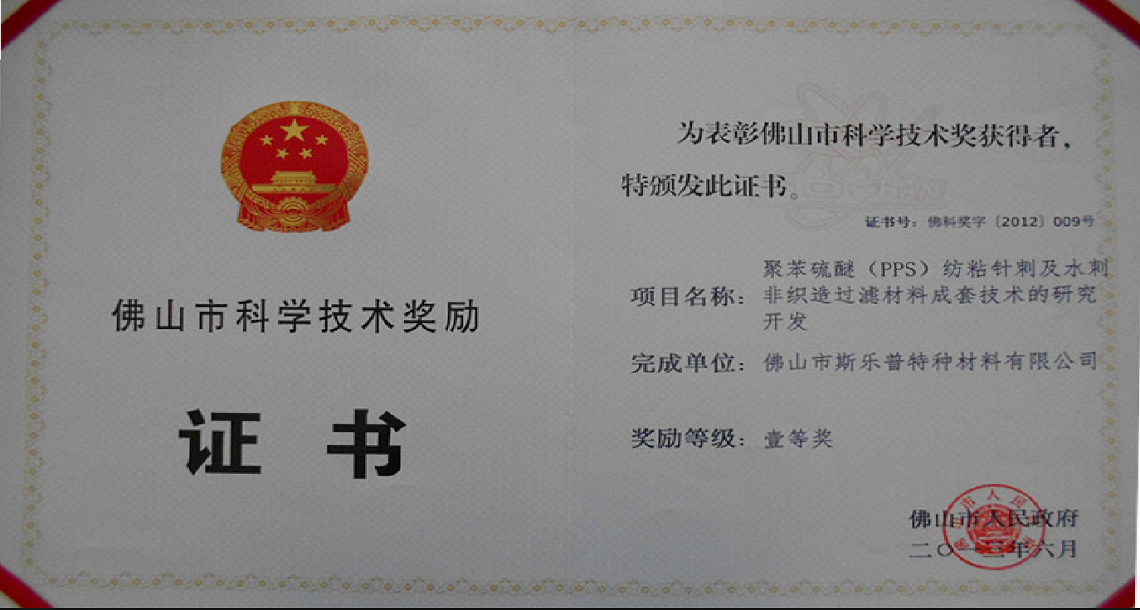 佛山市科学技术奖励
证书
为表彰佛山市科学技术奖获得者，
特颁发此证书。
证书号：佛科奖字〔2012〕009号
项目名称：聚苯硫醚（PPS）纺粘针刺及水刺
非织造过滤材料成套技术的研究
开发
完成单位：佛山市斯乐普特种材料有限公司
奖励等级：壹等奖
佛山市人民政府
二〇一三年六月